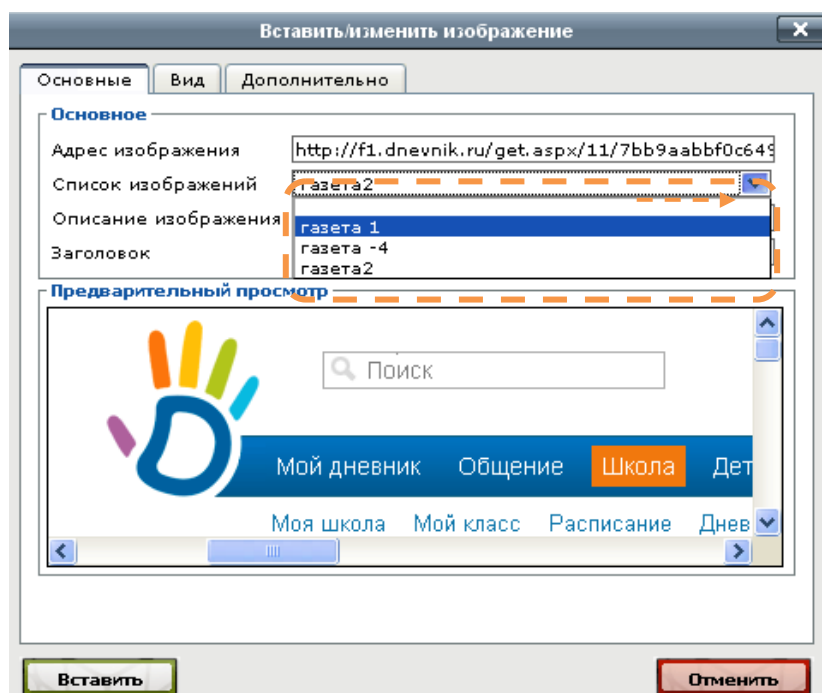 Вставить/изменить изображение
Основные Вид Дополнительно
Основное
Адрес изображения http://f1.dnevnik.ru/get.aspx/11/7bb9aabbf0c649
Список изображений газета2
Описание изображения
газета 1
газета -4
Заголовок
газета2
Предварительный просмотр
Поиск
Мой дневник Общение Школа Дет
Моя школа Мой класс Расписание Днев
Вставить Отменить